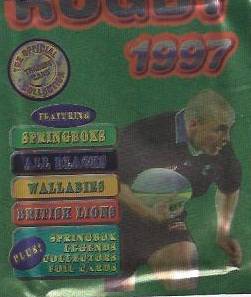 RUGBY
1997
THE OFFICIAL
COLLECTION
FEATURING
SPRINGBOKS
ALL BLACKS
WALLABIES
BRITISH LIONS
PLUS:
SPRINGBOK
LEGENDS
COLLECTORS
FOIL CARDS